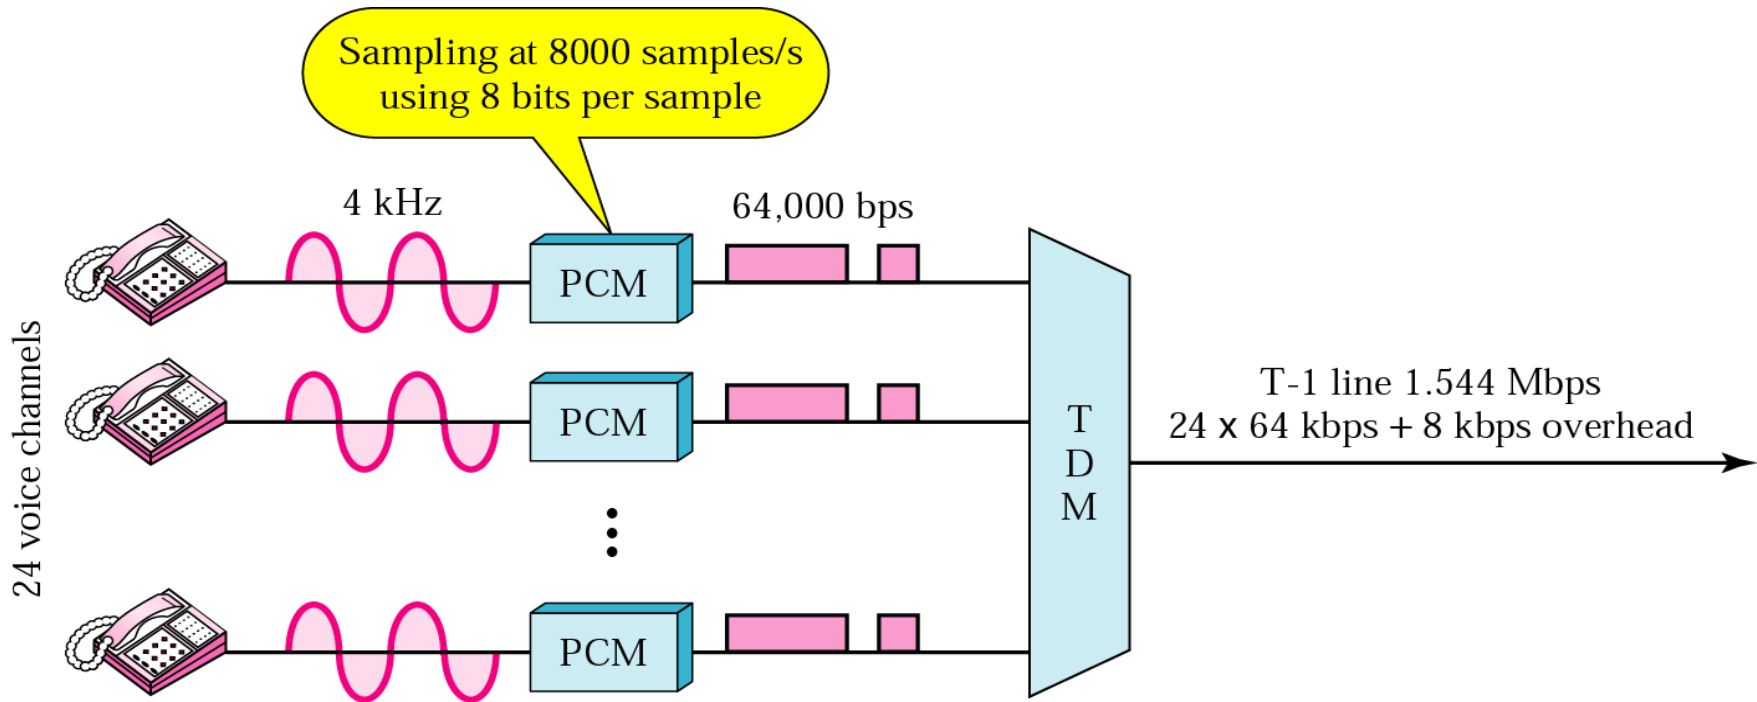 Sampling at 8000 samples/s
using 8 bits per sample
4 kHz
64,000 bps
PCM
PCM
PCM
24 voice channels
T
D
M
T-1 line 1.544 Mbps
24 x 64 kbps + 8 kbps overhead